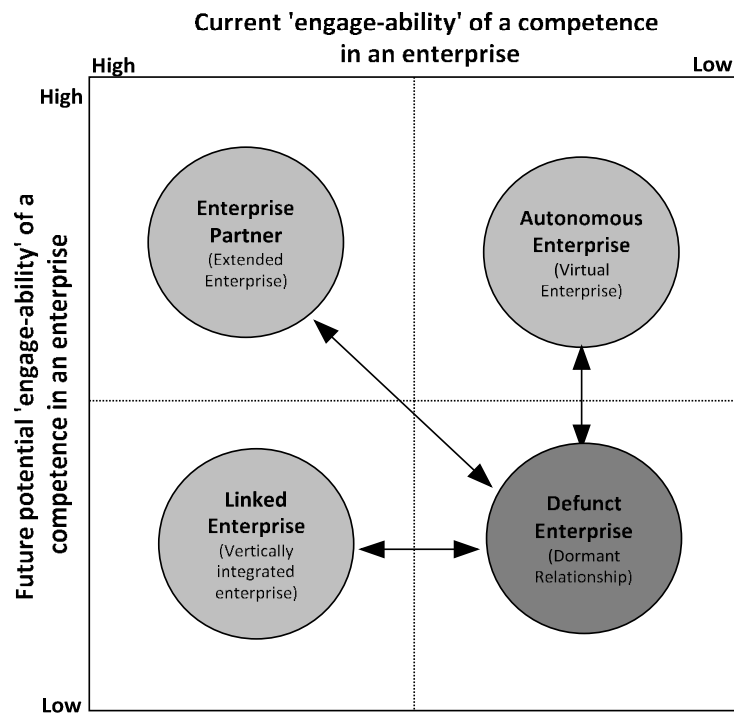 Current 'engage-ability' of a competence
in an enterprise
High
Low
High
Future potential 'engage-ability' of a
competence in an enterprise
Enterprise
Partner
(Extended
Enterprise)
Autonomous
Enterprise
(Virtual
Enterprise)
Linked
Enterprise
(Vertically
integrated
enterprise)
Defunct
Enterprise
(Dormant
Relationship)
Low